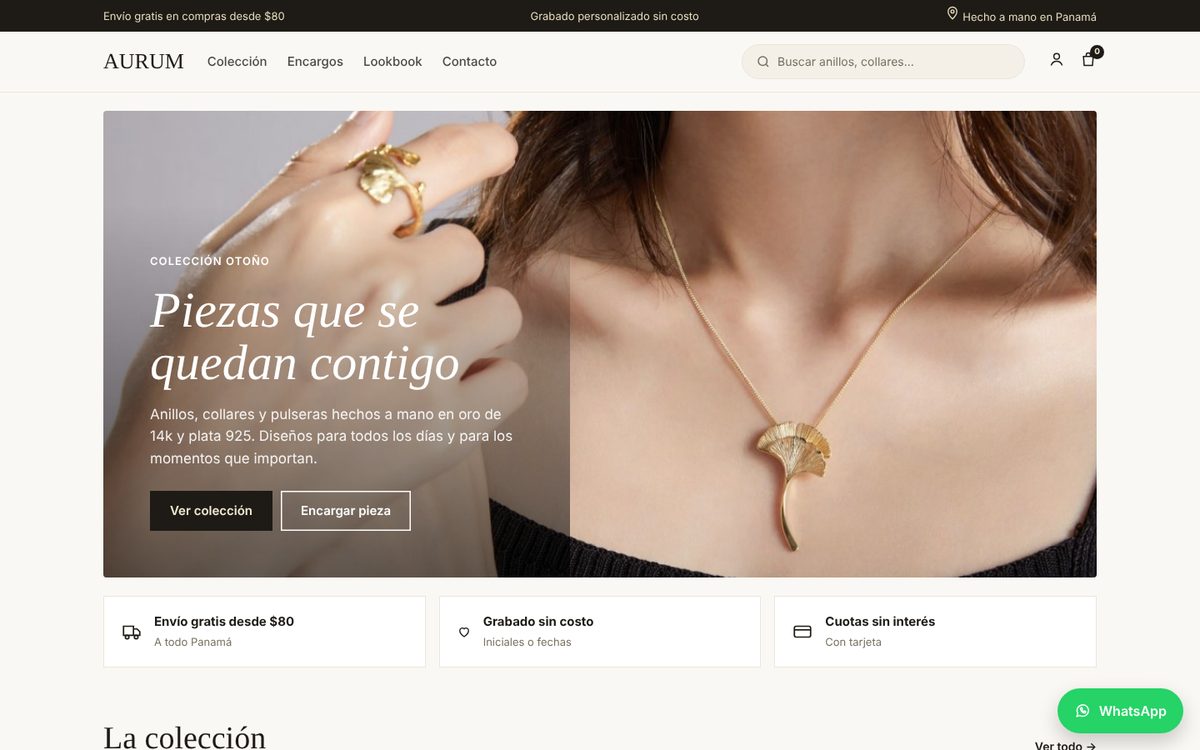 Envío gratis en compras desde $80
Grabado personalizado sin costo
Hecho a mano en Panamá
AURUM
Colección
Encargos
Lookbook
Contacto
Buscar anillos, collares...
0
COLECCIÓN OTOÑO
Piezas que se
quedan contigo
Anillos, collares y pulseras hechos a mano en oro de
14k y plata 925. Diseños para todos los días y para los
momentos que importan.
Ver colección
Encargar pieza
Envío gratis desde $80
A todo Panamá
Grabado sin costo
Iniciales o fechas
Cuotas sin interés
Con tarjeta
La colección
Ver todo →
WhatsApp